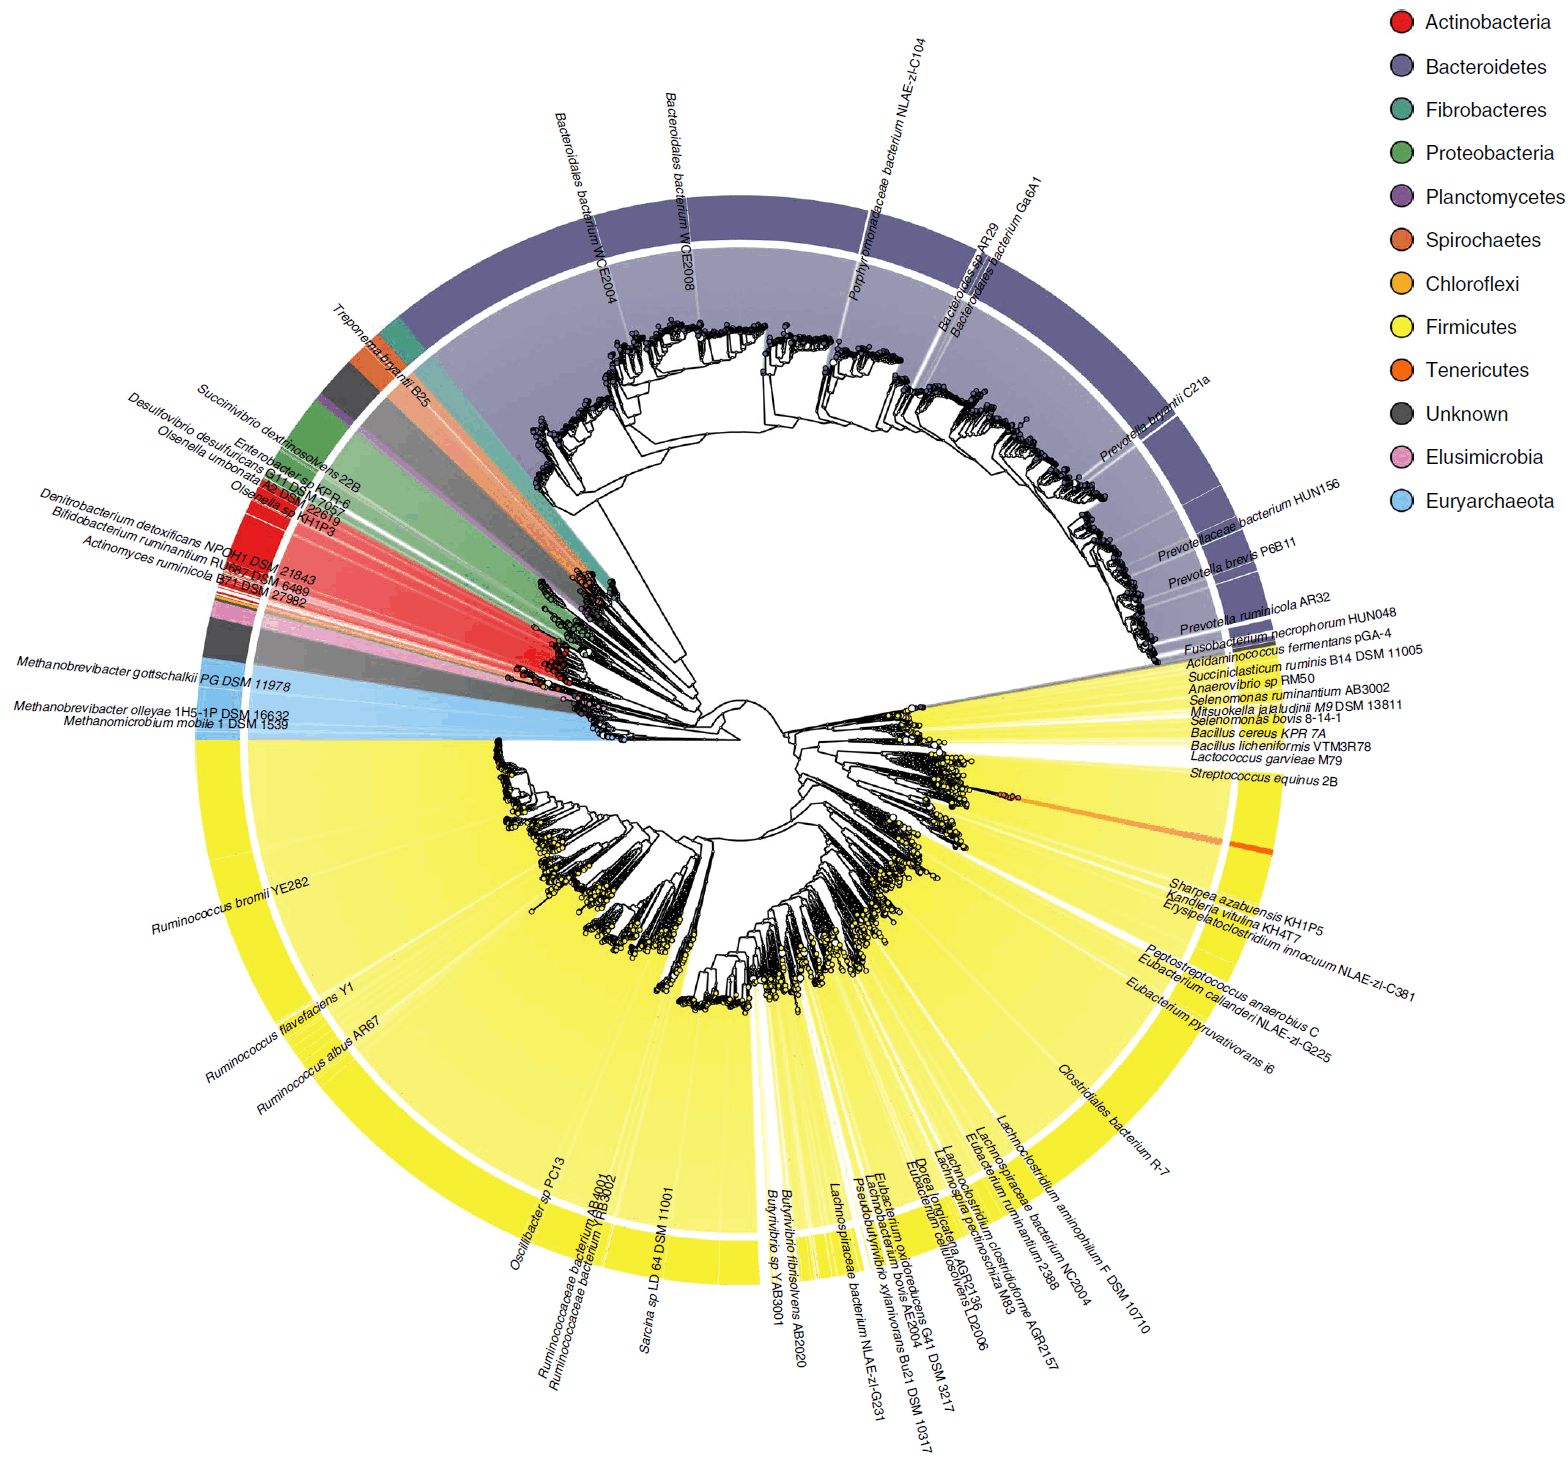 Actinobacteria
Bacteroidetes
Fibrobacteres
Proteobacteria
Planctomycetes
Spirochaetes
Chloroflexi
Firmicutes
Tenericutes
Unknown
Elusimicrobia
Euryarchaeota
Bacteroidales bacterium WCE2004
Bacteroidales bacterium WCE2008
Porphyromonadaceae bacterium NLAE-zl-C104
Bacteroides sp AR29
Bacteroidales bacterium Ga6A1
Prevotella bryantii C21a
Prevotellaceae bacterium HUN156
Prevotella brevis P6B11
Prevotella ruminicola AR32
Fusobacterium necrophorum HUN048
Acidaminococcus fermentans pGA-4
Succiniclasticum ruminis B14 DSM 11005
Anaerovibrio sp RM50
Selenomonas ruminantium AB3002
Mitsuokella jalaludinii M9 DSM 13811
Selenomonas bovis 8-14-1
Bacillus cereus KPR 7A
Bacillus licheniformis VTM3R78
Lactococcus garvieae M79
Streptococcus equinus 2B
Sharpea azabuensis KH1P5
Kandleria vitulina KH4T7
Erysipelatoclostridium innocuum NLAE-zl-C381
Peptostreptococcus anaerobius C
Eubacterium callanderi NLAE-zl-G225
Eubacterium pyruvativorans i6
Clostridiales bacterium R-7
Lachnoclostridium aminophilum F DSM 10710
Lachnospiraceae bacterium NC2004
Eubacterium ruminantium 2388
Lachnoclostridium clostridioforme AGR2157
Lachnospira pectinoschiza M83
Dorea longicatena AGR2136
Eubacterium cellulosolvens LD2006
Eubacterium oxidoreducens G41 DSM 3217
Lachnobacterium bovis AE2004
Pseudobutyrivibrio xylanivorans Bu21 DSM 10317
Lachnospiraceae bacterium NLAE-zl-G231
Butyrivibrio fibrisolvens AB2020
Butyrivibrio sp YAB3001
Sarcina sp LD 64 DSM 11001
Ruminococcaceae bacterium YRB3002
Ruminococcaceae bacterium AB4001
Oscillibacter sp PC13
Ruminococcus albus AR67
Ruminococcus flavefaciens Y1
Ruminococcus bromii YE282
Methanomicrobium mobile 1 DSM 1539
Methanobrevibacter olleyae 1H5-1P DSM 16632
Methanobrevibacter gottschalkii PG DSM 11978
Actinomyces ruminicola B71 DSM 27982
Bifidobacterium ruminantium RU687 DSM 6489
Denitrobacterium detoxificans NPOH1 DSM 21843
Olsenella sp KH1P3
Olsenella umbonata A2 DSM 22619
Desulfovibrio desulfuricans G11 DSM 7057
Enterobacter sp KPR-6
Succinivibrio dextrinosolvens 22B
Treponema bryantii B25